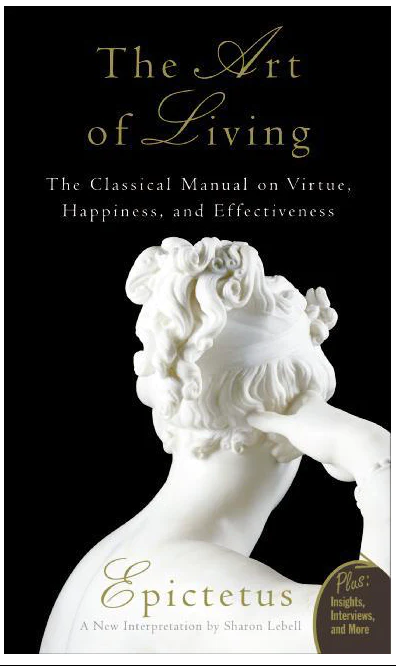 The Art
of Living
The Classical Manual on Virtue,
Happiness, and Effectiveness
Epictetus
A New Interpretation by Sharon Lebell
Plus:
Insights,
Interviews,
and More